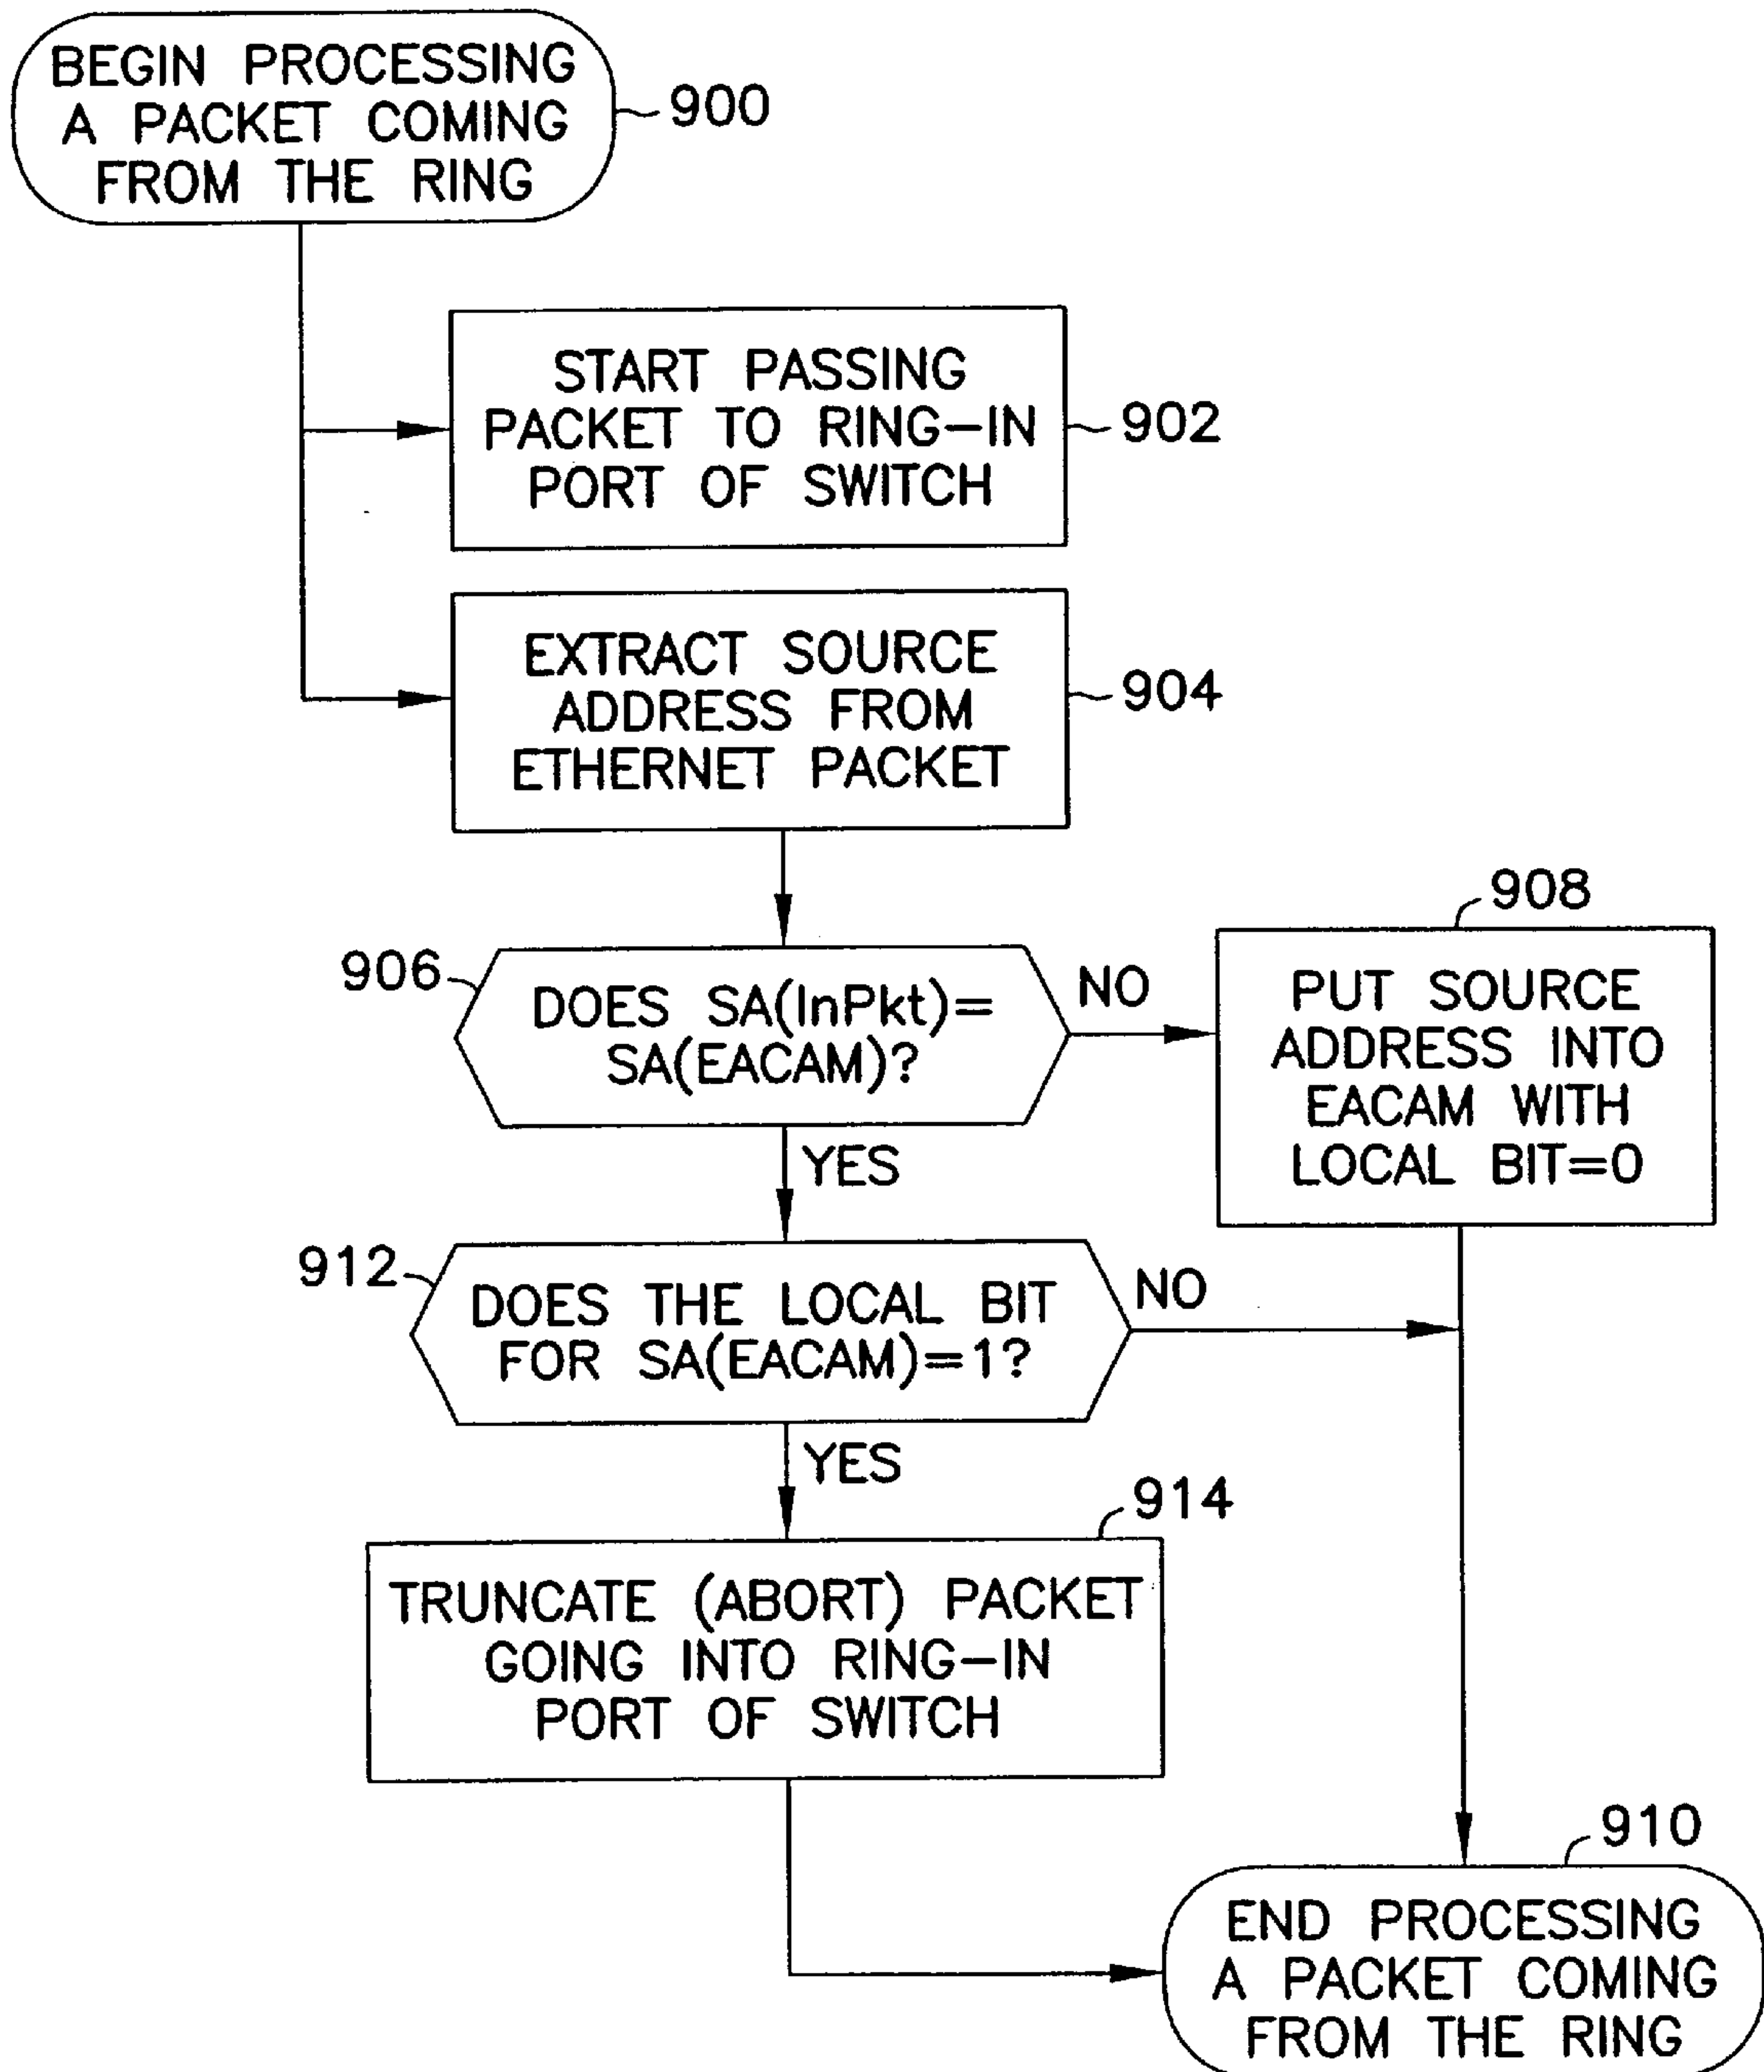 BEGIN PROCESSING
A PACKET COMING
FROM THE RING
900
START PASSING
PACKET TO RING-IN
PORT OF SWITCH
902
EXTRACT SOURCE
ADDRESS FROM
ETHERNET PACKET
904
906
DOES SA(InPkt)=
SA(EACAM)?
NO
908
PUT SOURCE
ADDRESS INTO
EACAM WITH
LOCAL BIT=0
YES
912
DOES THE LOCAL BIT
FOR SA(EACAM)=1?
NO
YES
914
TRUNCATE (ABORT) PACKET
GOING INTO RING-IN
PORT OF SWITCH
910
END PROCESSING
A PACKET COMING
FROM THE RING